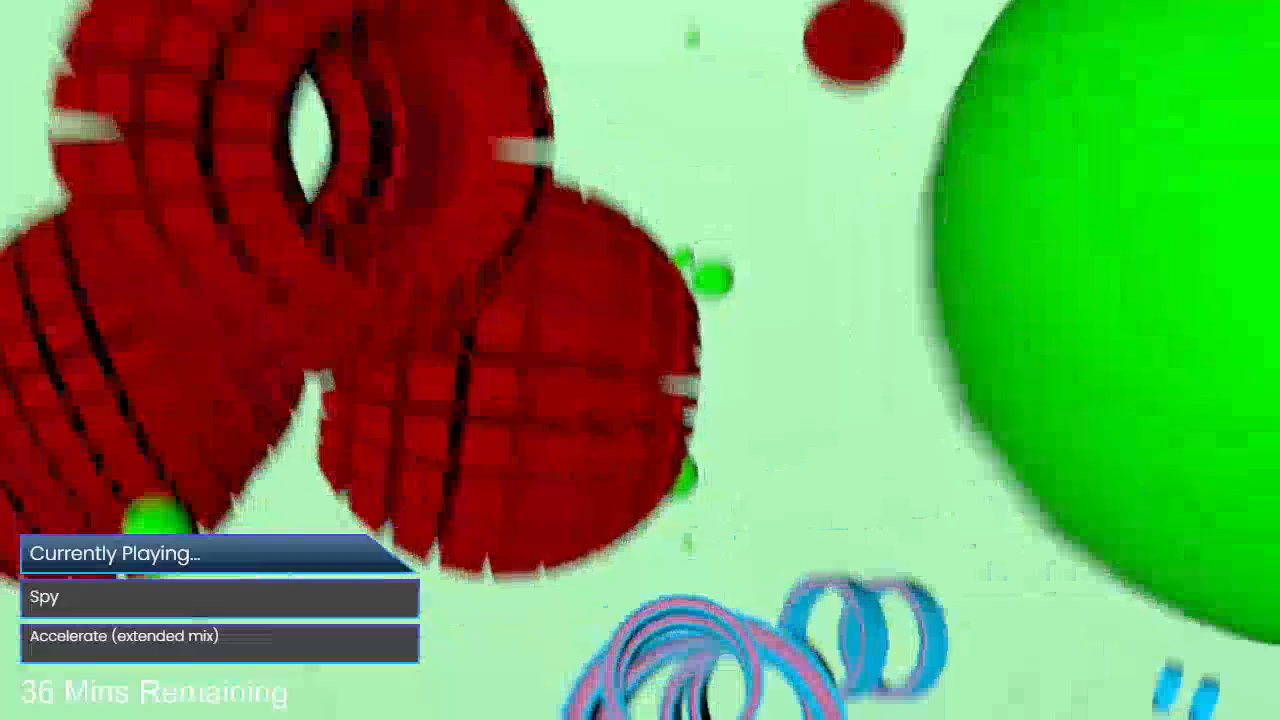 Currently Playing...
Spy
Accelerate (extended mix)
36 Mins Remaining